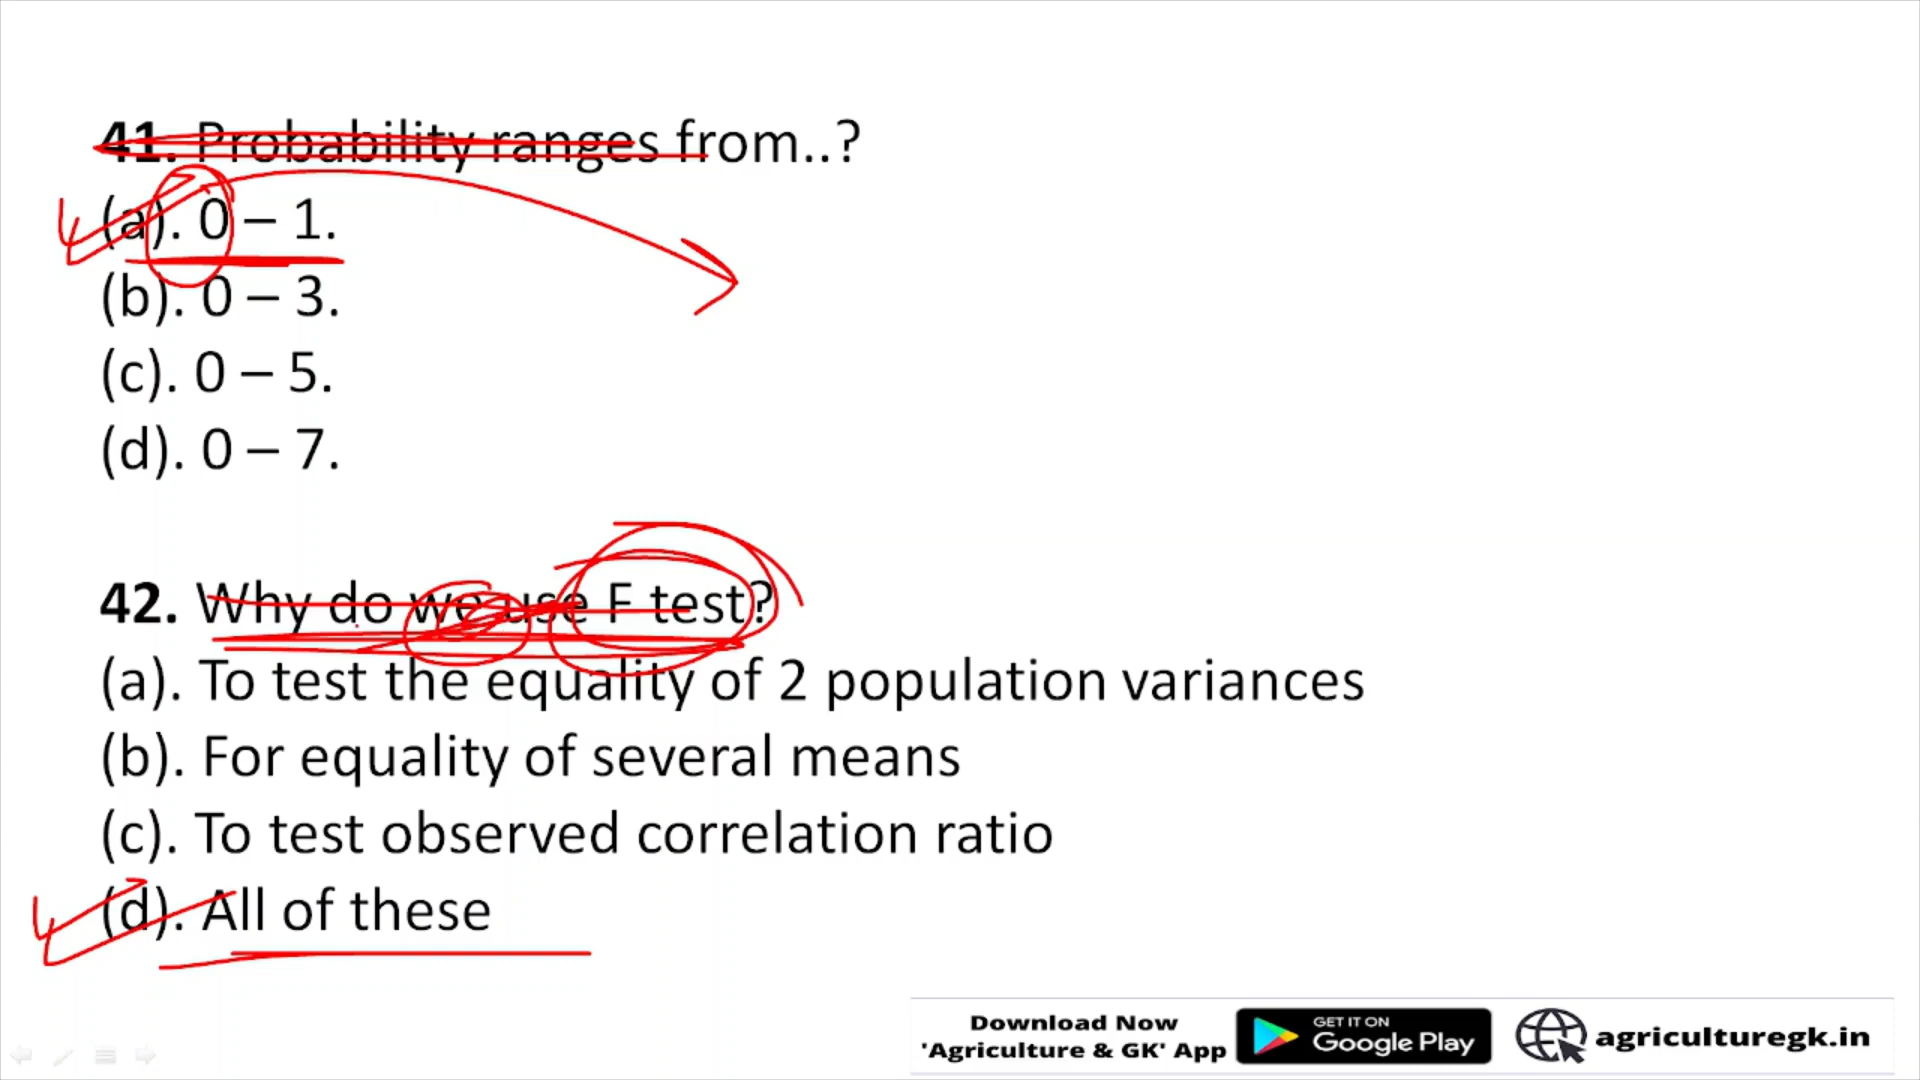 41. Probability ranges from..?
(a). 0 – 1.
(b). 0 – 3.
(c). 0 – 5.
(d). 0 – 7.
42. Why do we use F test?
(a). To test the equality of 2 population variances
(b). For equality of several means
(c). To test observed correlation ratio
(d). All of these
Download Now
'Agriculture & GK' App
GET IT ON
Google Play
agriculturegk.in